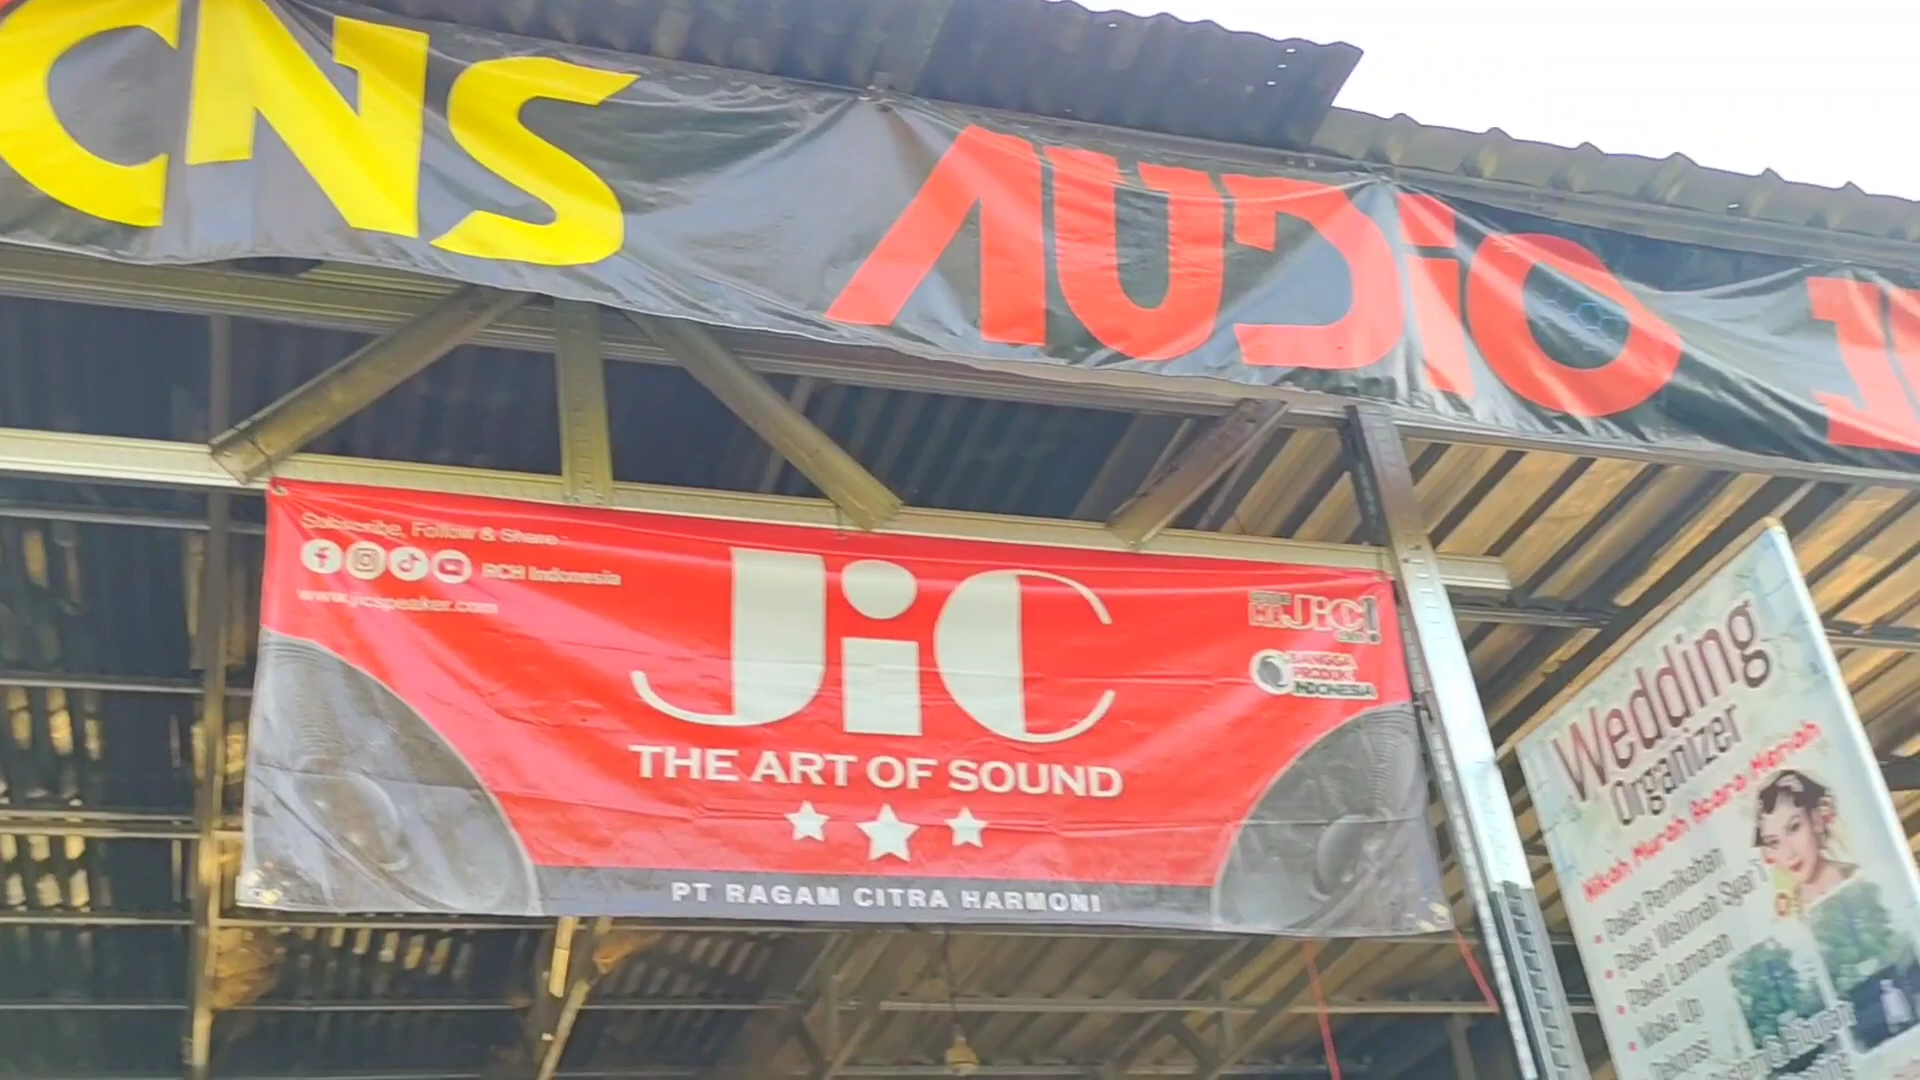 CNS AUDIO
Subscribe, Follow & Share :
RCH Indonesia
www.jicspeaker.com
JiC
THE ART OF SOUND
PT RAGAM CITRA HARMONI
JiC!
BANGGA
PRODUK
INDONESIA
Wedding
Organizer
Nikah Murah Acara Meriah
• Paket Pernikahan
• Paket Walimah Syar'i
• Paket Lamaran
• Make Up
Dekorasi